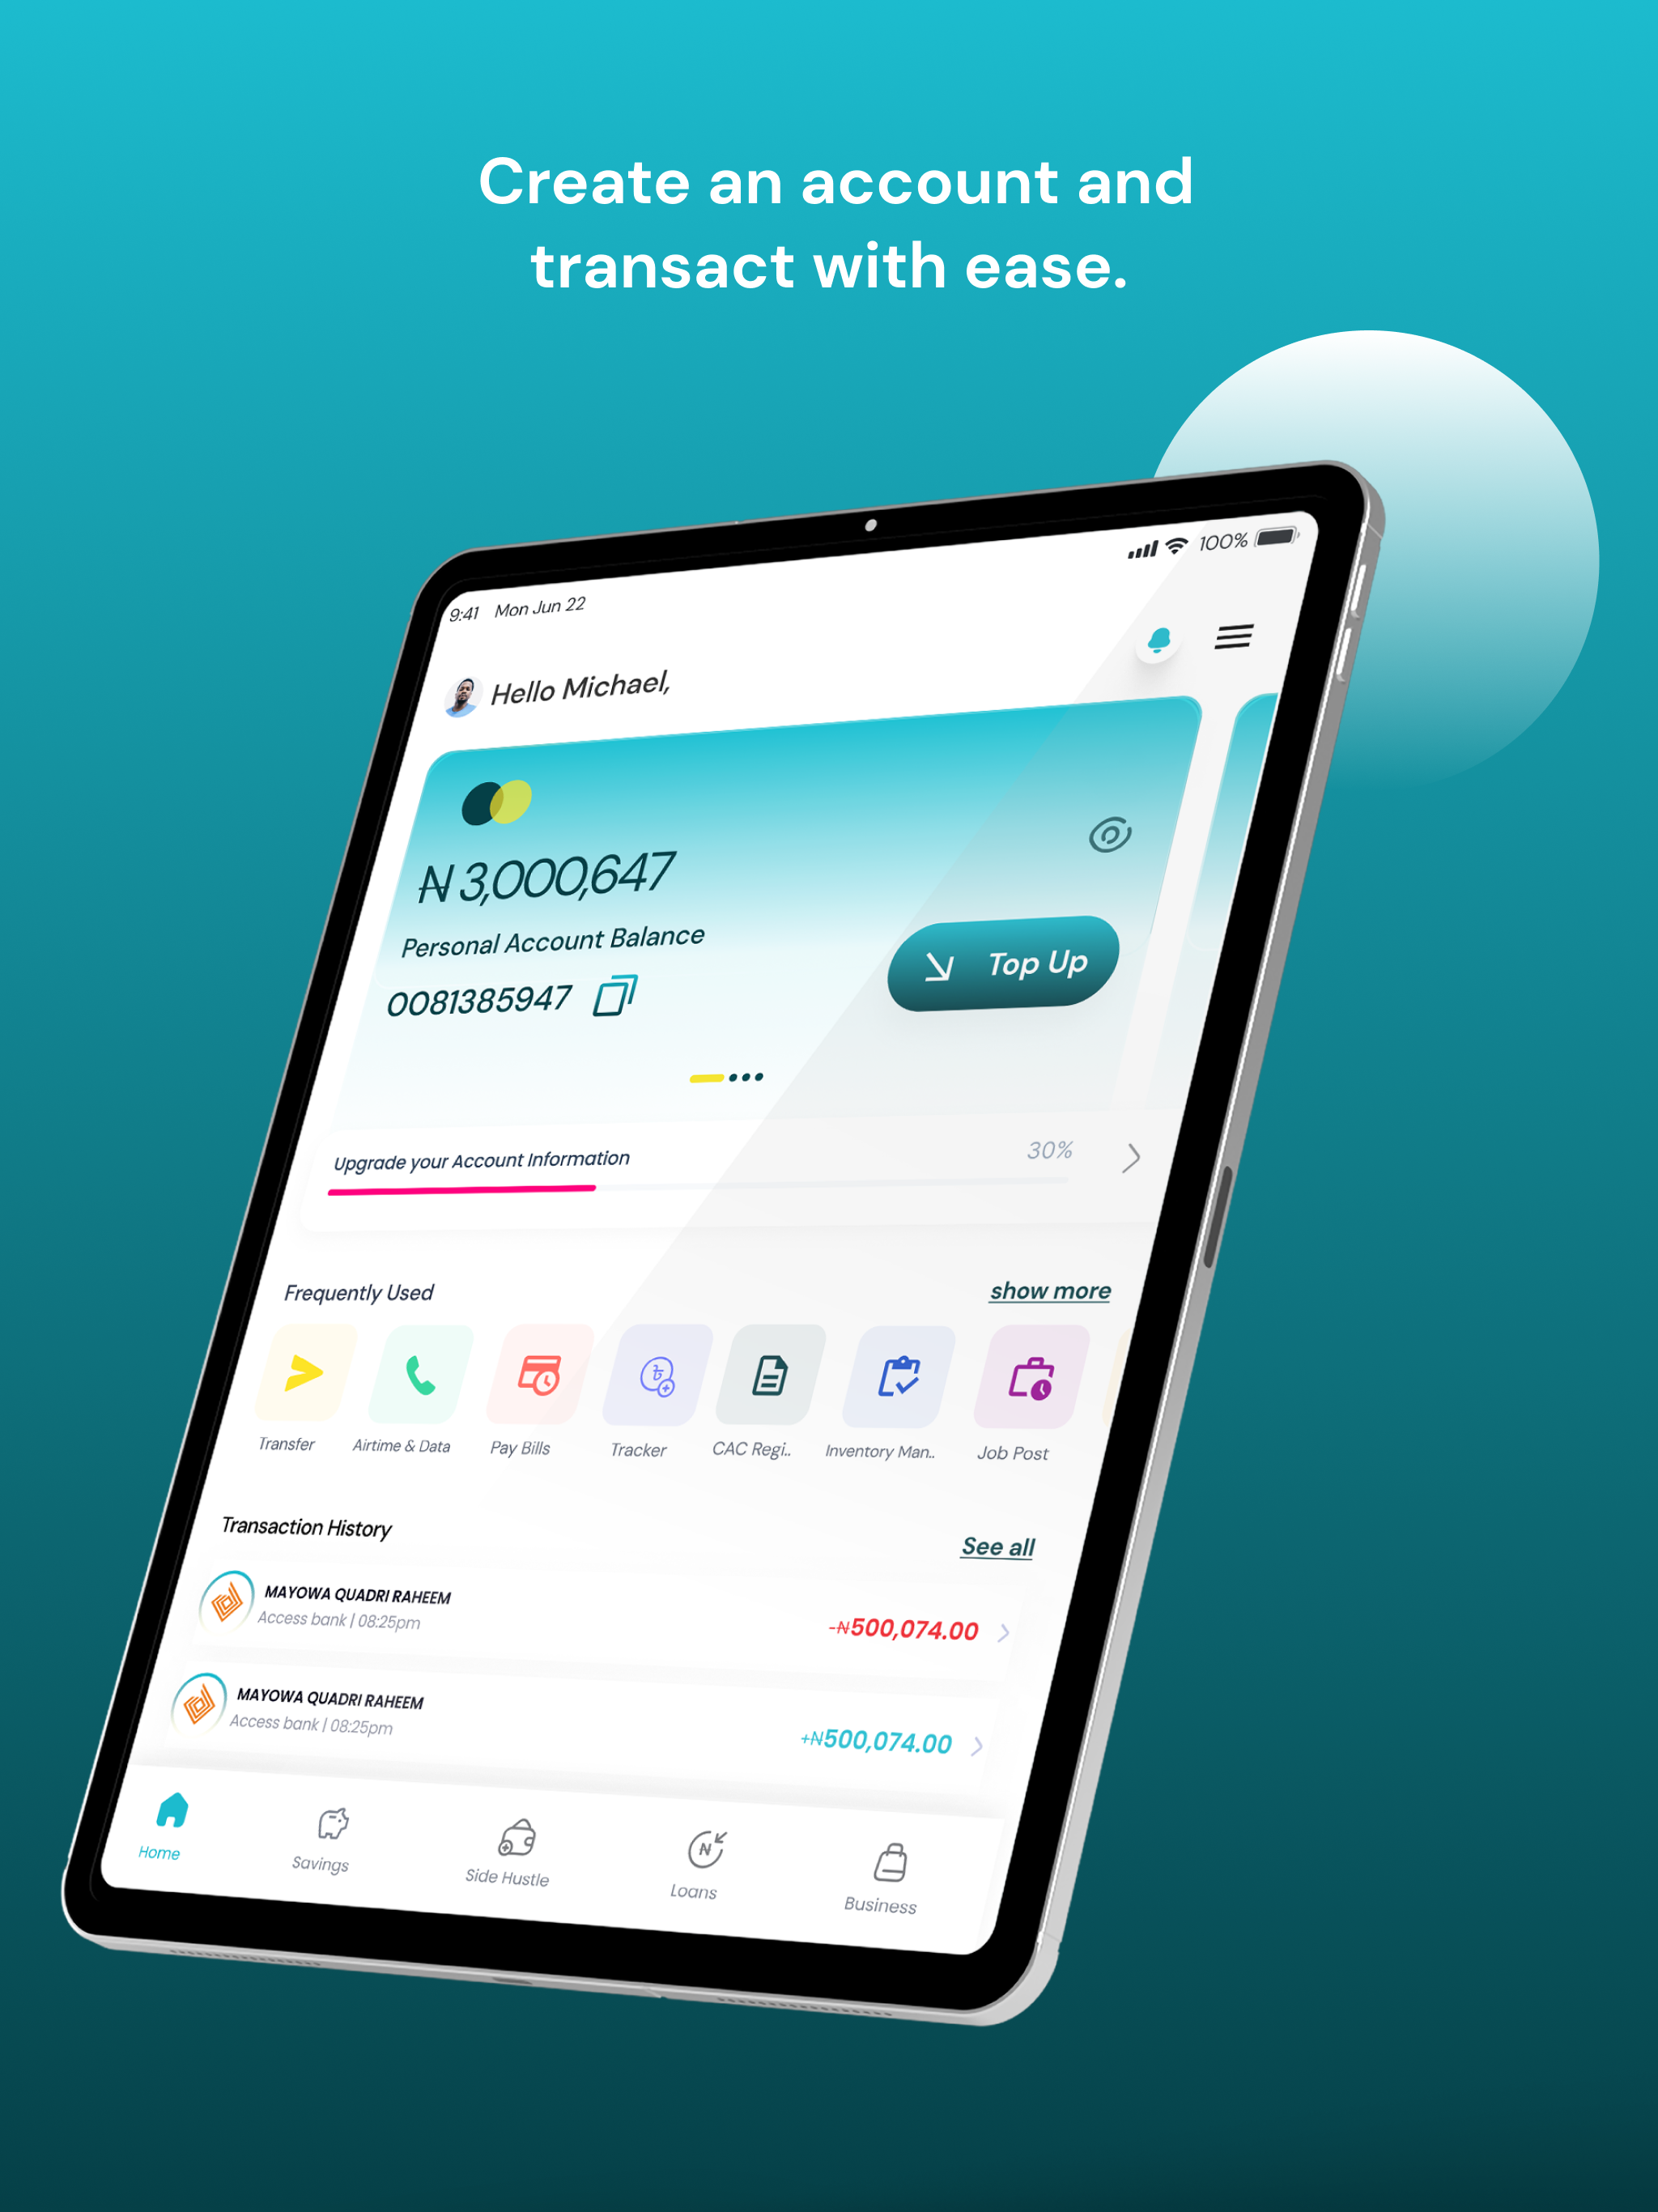 Create an account and
transact with ease.
9:41 Mon Jun 22
100%
Hello Michael,
₦ 3,000,647
Personal Account Balance
0081385947
Top Up
Upgrade your Account Information
30%
Frequently Used
show more
Transfer
Airtime & Data
Pay Bills
Tracker
CAC Regi..
Inventory Man..
Job Post
Transaction History
See all
MAYOWA QUADRI RAHEEM
Access bank | 08:25pm
-₦500,074.00
MAYOWA QUADRI RAHEEM
Access bank | 08:25pm
+₦500,074.00
Home
Savings
Side Hustle
Loans
Business